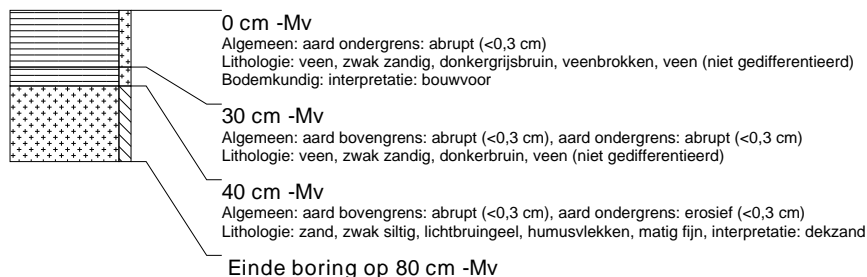 0 cm -Mv
Algemeen: aard ondergrens: abrupt (<0,3 cm)
Lithologie: veen, zwak zandig, donkergrijsbruin, veenbrokken, veen (niet gedifferentieerd)
Bodemkundig: interpretatie: bouwvoor
30 cm -Mv
Algemeen: aard bovengrens: abrupt (<0,3 cm), aard ondergrens: abrupt (<0,3 cm)
Lithologie: veen, zwak zandig, donkerbruin, veen (niet gedifferentieerd)
40 cm -Mv
Algemeen: aard bovengrens: abrupt (<0,3 cm), aard ondergrens: erosief (<0,3 cm)
Lithologie: zand, zwak siltig, lichtbruingeel, humusvlekken, matig fijn, interpretatie: dekzand
Einde boring op 80 cm -Mv